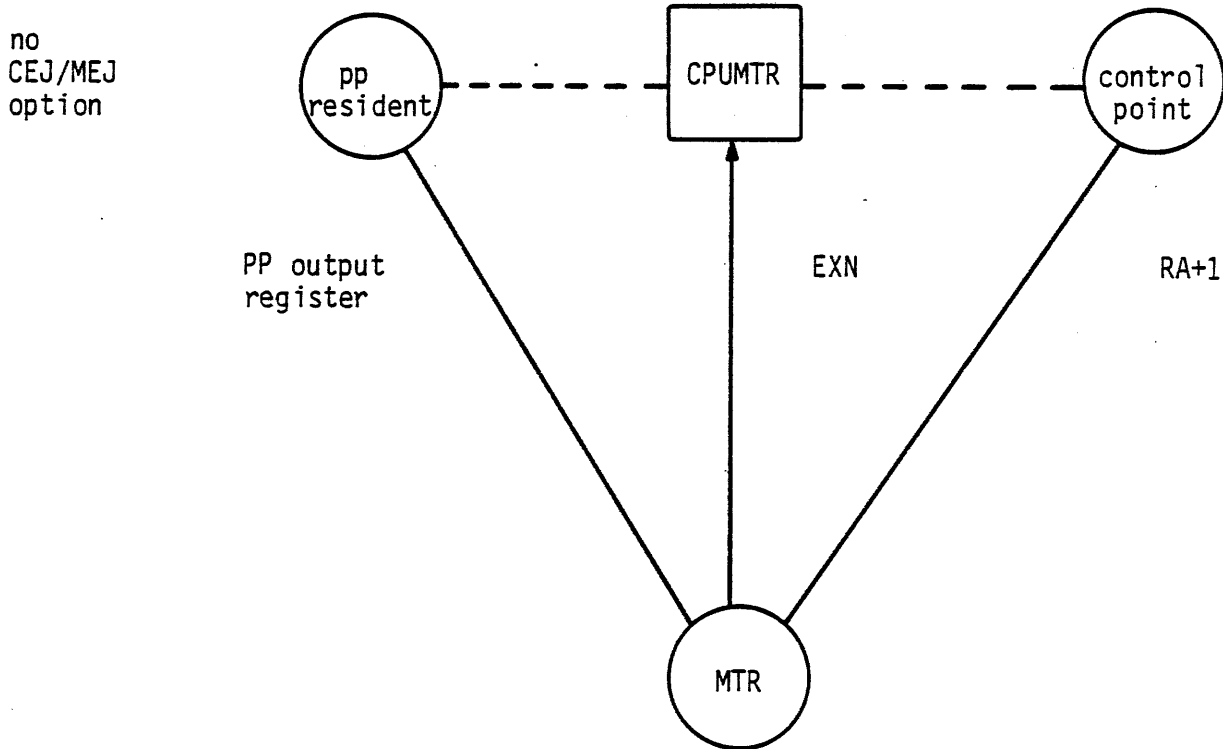 no
CEJ/MEJ
option
pp
resident
CPUMTR
control
point
PP output
register
EXN
RA+1
MTR